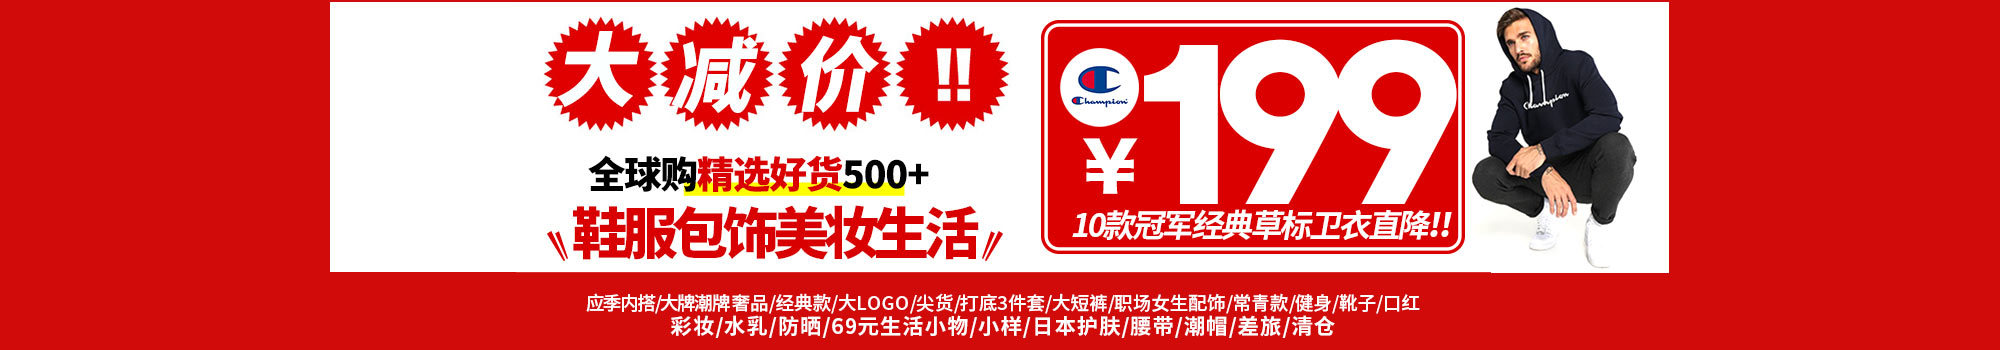 大减价!!
全球购精选好货500+
鞋服包饰美妆生活
Champion
¥199
10款冠军经典草标卫衣直降!!
Champion
应季内搭/大牌潮牌奢品/经典款/大LOGO/尖货/打底3件套/大短裤/职场女生配饰/常青款/健身/靴子/口红
彩妆/水乳/防晒/69元生活小物/小样/日本护肤/腰带/潮帽/差旅/清仓